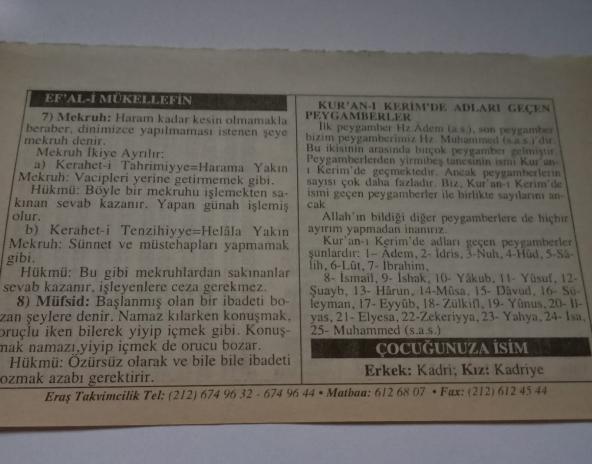 EF'AL-İ MÜKELLEFİN
7) Mekruh: Haram kadar kesin olmamakla
beraber, dinimizce yapılmaması istenen şeye
mekruh denir.
Mekruh İkiye Ayrılır:
a) Kerahet-i Tahrimiyye=Harama Yakın
Mekruh: Vacipleri yerine getirmemek gibi.
Hükmü: Böyle bir mekruhu işlemekten sa-
kınan sevab kazanır. Yapan günah işlemiş
olur.
b) Kerahet-i Tenzihiyye=Helâla Yakın
Mekruh: Sünnet ve müstehapları yapmamak
gibi.
Hükmü: Bu gibi mekruhlardan sakınanlar
sevab kazanır, işleyenlere ceza gerekmez.
8) Müfsid: Başlanmış olan bir ibadeti bo-
zan şeylere denir. Namaz kılarken konuşmak,
oruçlu iken bilerek yiyip içmek gibi. Konuş-
mak namazı,yiyip içmek de orucu bozar.
Hükmü: Özürsüz olarak ve bile bile ibadeti
ozmak azabı gerektirir.
KUR'AN-I KERİM'DE ADLARI GEÇEN
PEYGAMBERLER
İlk peygamber Hz.Âdem (a.s.), son peygamber
bizim peygamberimiz Hz. Muhammed (s.a.s.)'dir.
Bu ikisinin arasında birçok peygamber gelmiştir.
Peygamberlerden yirmibeş tanesinin ismi Kur'an-
ı Kerim'de geçmektedir. Ancak peygamberlerin
sayısı çok daha fazladır. Biz, Kur'an-ı Kerim'de
ismi geçen peygamberler ile birlikte sayılarını an-
cak
Allah'ın bildiği diğer peygamberlere de hiçbir
ayırım yapmadan inanırız.
Kur'an-ı Kerim'de adları geçen peygamberler
şunlardır: 1- Âdem, 2- İdris, 3-Nuh, 4-Hûd, 5-Sâ-
lih, 6-Lût, 7- İbrahim,
8- İsmail, 9- İshak, 10- Yâkub, 11- Yûsuf, 12-
Şuayb, 13- Hârun, 14-Mûsa, 15- Dâvud, 16- Sü-
leyman, 17- Eyyûb, 18- Zülkifl, 19- Yûnus, 20- İl-
yas, 21- Elyesa, 22-Zekeriyya, 23- Yahya, 24- İsa,
25- Muhammed (s.a.s.)
ÇOCUĞUNUZA İSİM
Erkek: Kadri; Kız: Kadriye
Eraş Takvimcilik Tel: (212) 674 96 32 - 674 96 44 • Matbaa: 612 68 07 • Fax: (212) 612 45 44